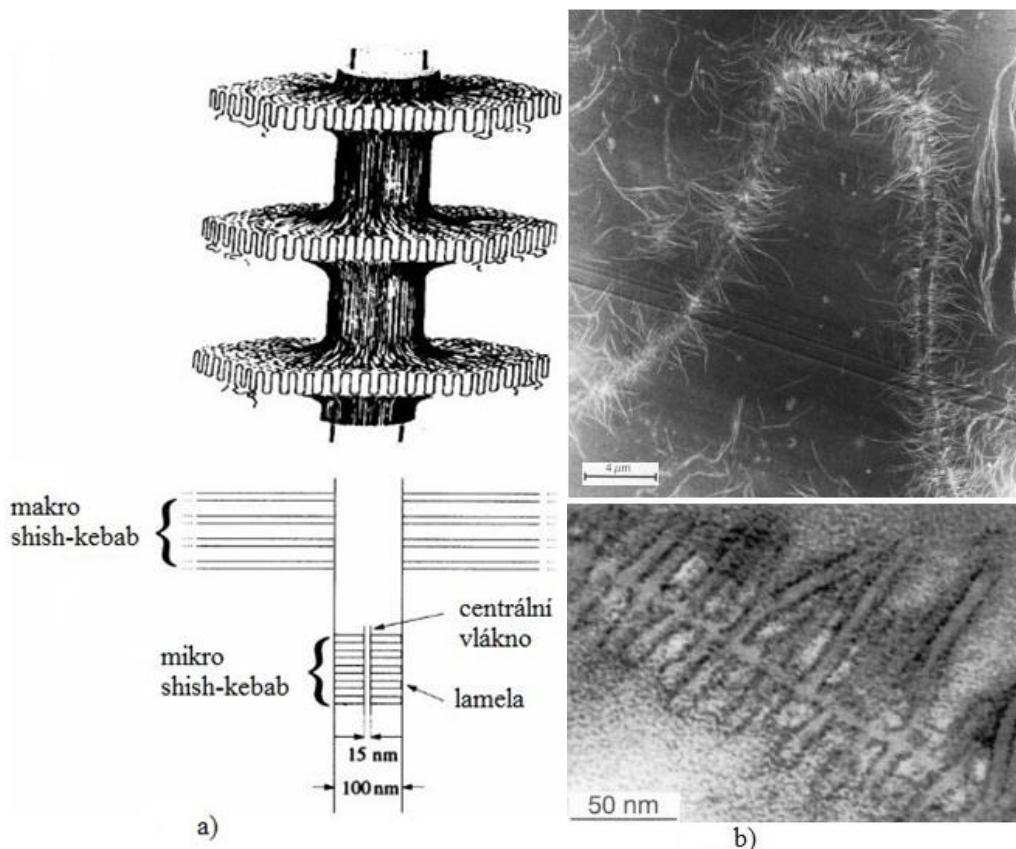 makro
shish-kebab
centrální
vlákno
mikro
shish-kebab
lamela
15 nm
100 nm
a)
4 µm
50 nm
b)